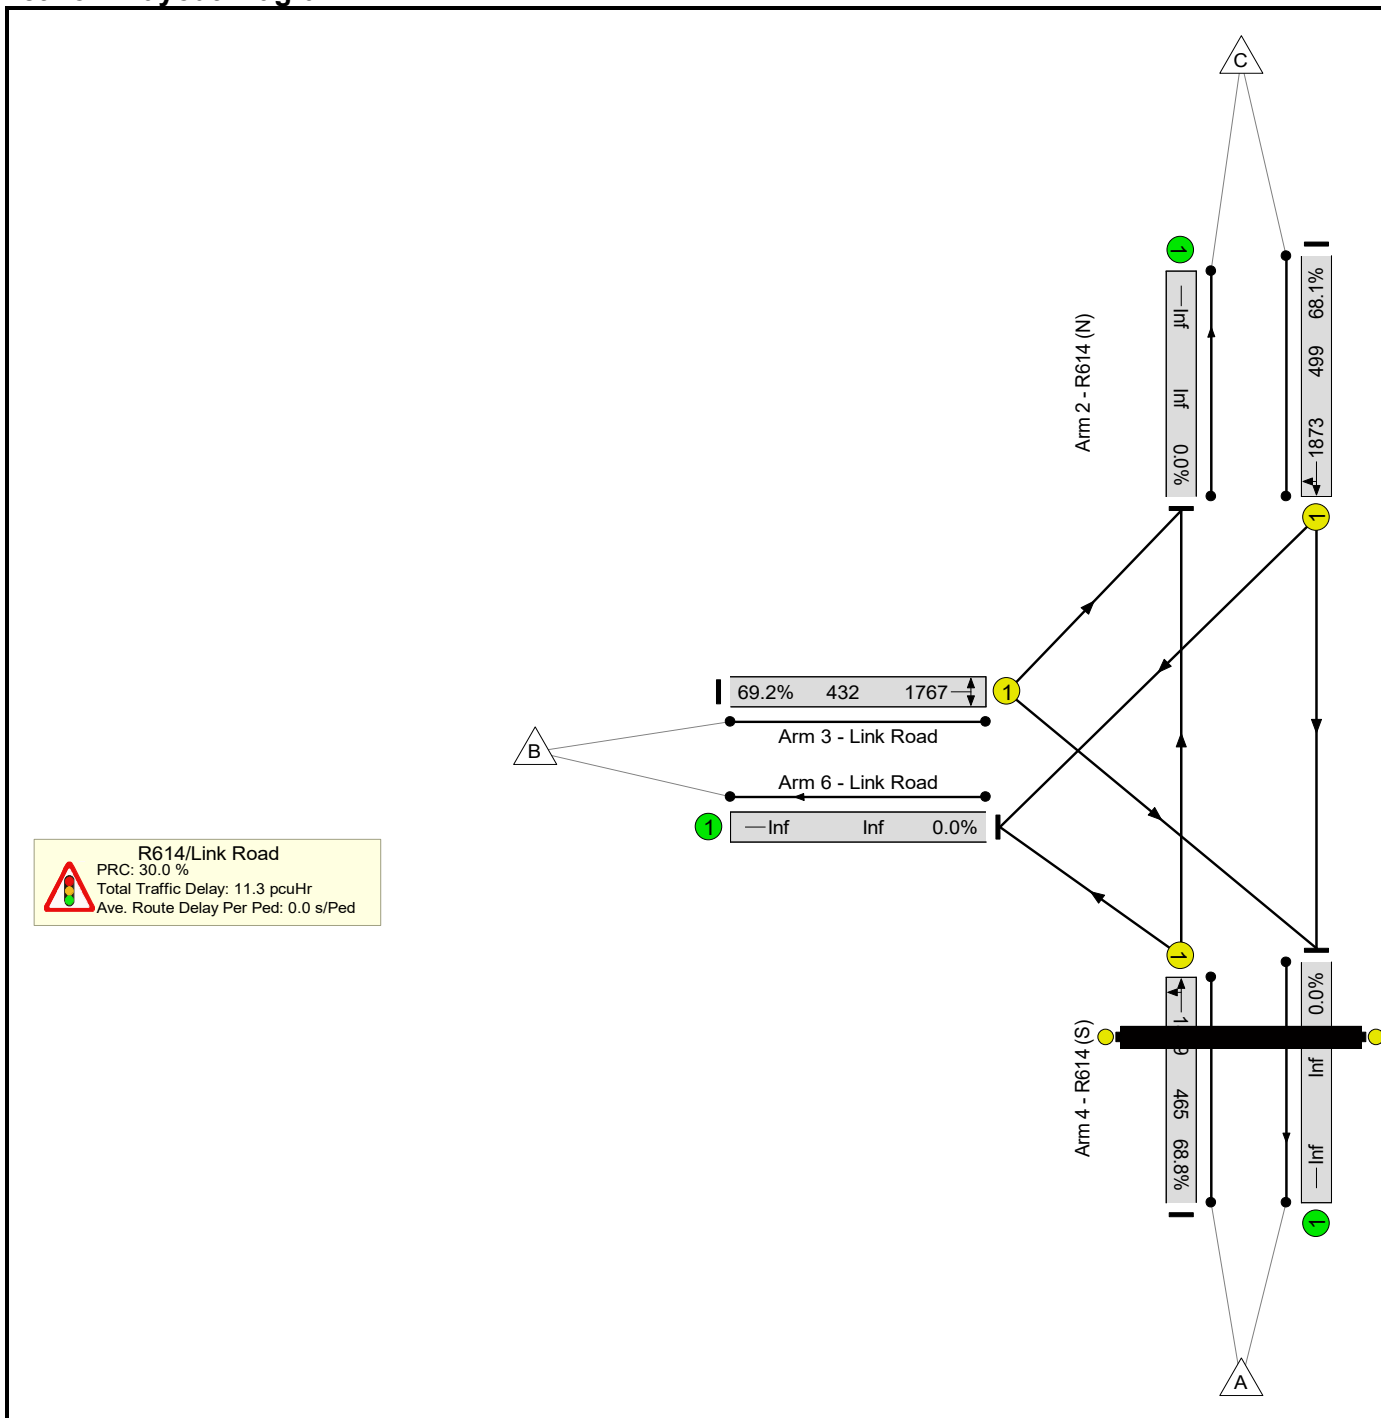 C
1
1
Arm 2 - R614 (N)
Inf
Inf
0.0%
68.1%
499
1873
69.2%
432
1767
1
Arm 3 - Link Road
B
Arm 6 - Link Road
1
Inf
Inf
0.0%
R614/Link Road
PRC: 30.0 %
Total Traffic Delay: 11.3 pcuHr
Ave. Route Delay Per Ped: 0.0 s/Ped
1
Arm 4 - R614 (S)
465
68.8%
0.0%
Inf
Inf
1
A